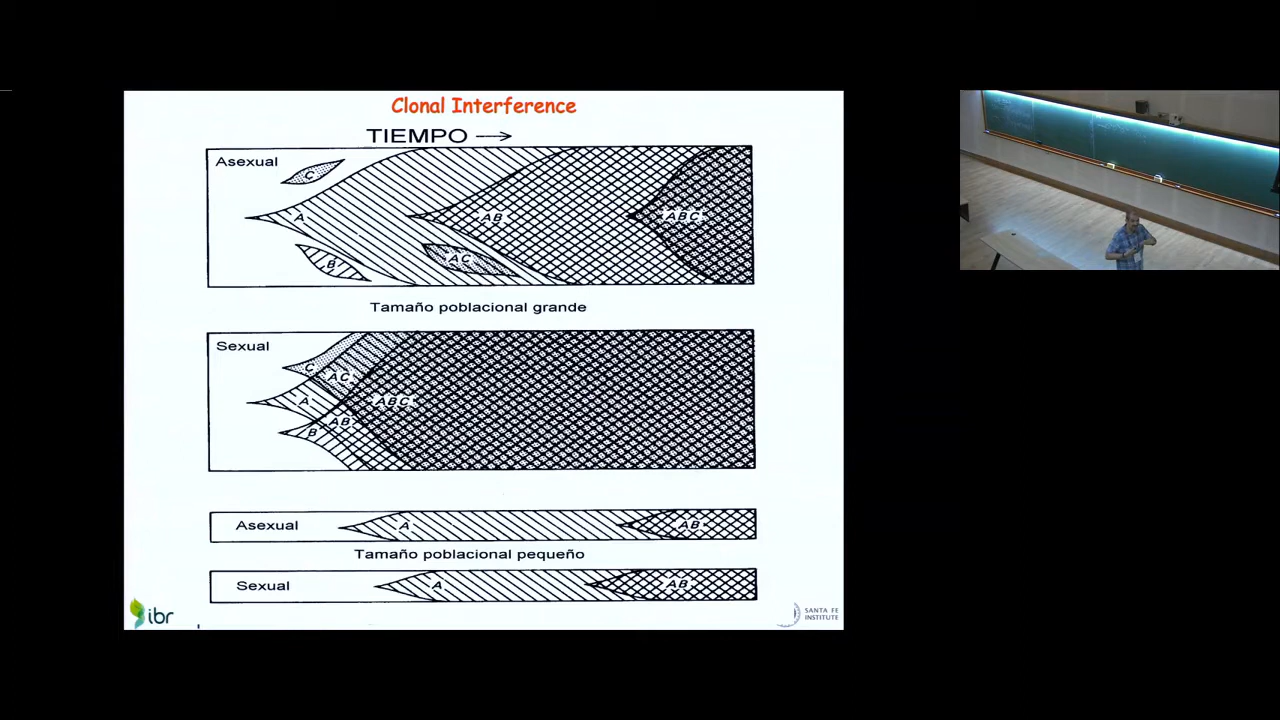 Clonal Interference
TIEMPO
Asexual
C
A
AB
ABC
B
AC
Tamaño poblacional grande
Sexual
C
AC
A
ABC
AB
B
Asexual
A
AB
Tamaño poblacional pequeño
Sexual
A
AB
ibr
SANTA FE
INSTITUTE